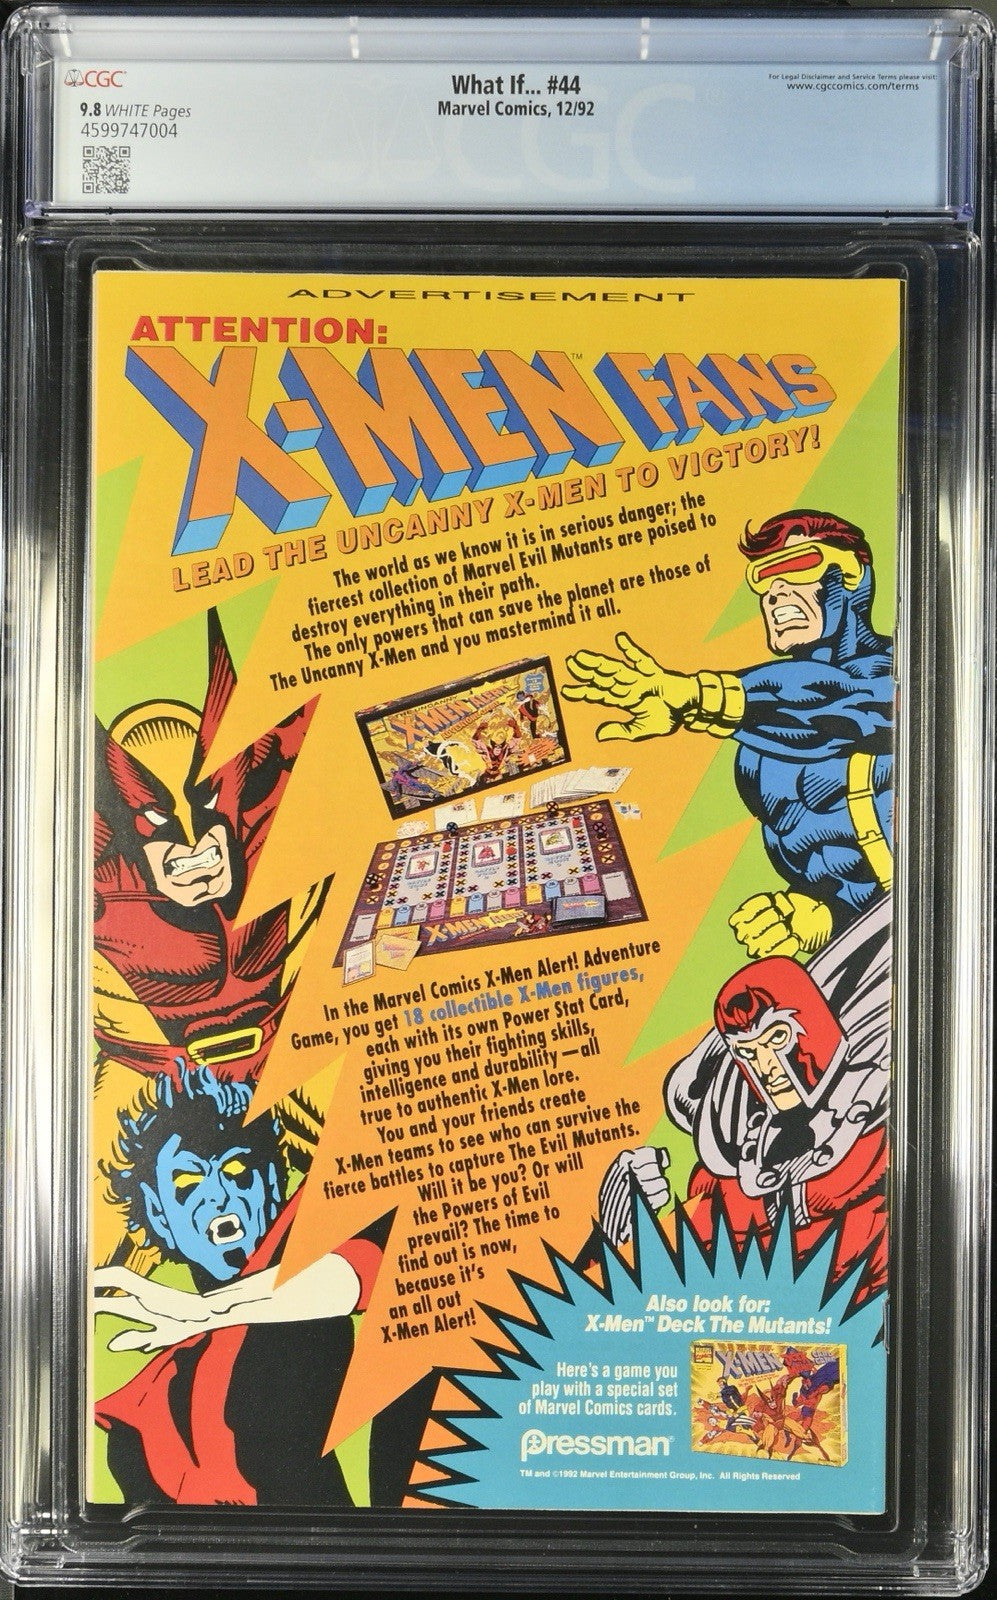 CGC
9.8 WHITE Pages
4599747004
What If... #44
Marvel Comics, 12/92
For Legal Disclaimer and Service Terms please visit:
www.cgccomics.com/terms
CGC
ADVERTISEMENT
ATTENTION:
X-MEN™ FANS
LEAD THE UNCANNY X-MEN TO VICTORY!
The world as we know it is in serious danger; the
fiercest collection of Marvel Evil Mutants are poised to
destroy everything in their path.
The only powers that can save the planet are those of
The Uncanny X-Men and you mastermind it all.
UNCANNY
X-MEN ALERT!
X-MEN ALERT!
In the Marvel Comics X-Men Alert! Adventure
Game, you get 18 collectible X-Men figures,
each with its own Power Stat Card,
giving you their fighting skills,
intelligence and durability — all
true to authentic X-Men lore.
You and your friends create
X-Men teams to see who can survive the
fierce battles to capture The Evil Mutants.
Will it be you? Or will
the Powers of Evil
prevail? The time to
find out is now,
because it's
an all out
X-Men Alert!
Also look for:
X-Men™ Deck The Mutants!
Here's a game you
play with a special set
of Marvel Comics cards.
X-MEN
Pressman®
TM and ©1992 Marvel Entertainment Group, Inc. All Rights Reserved